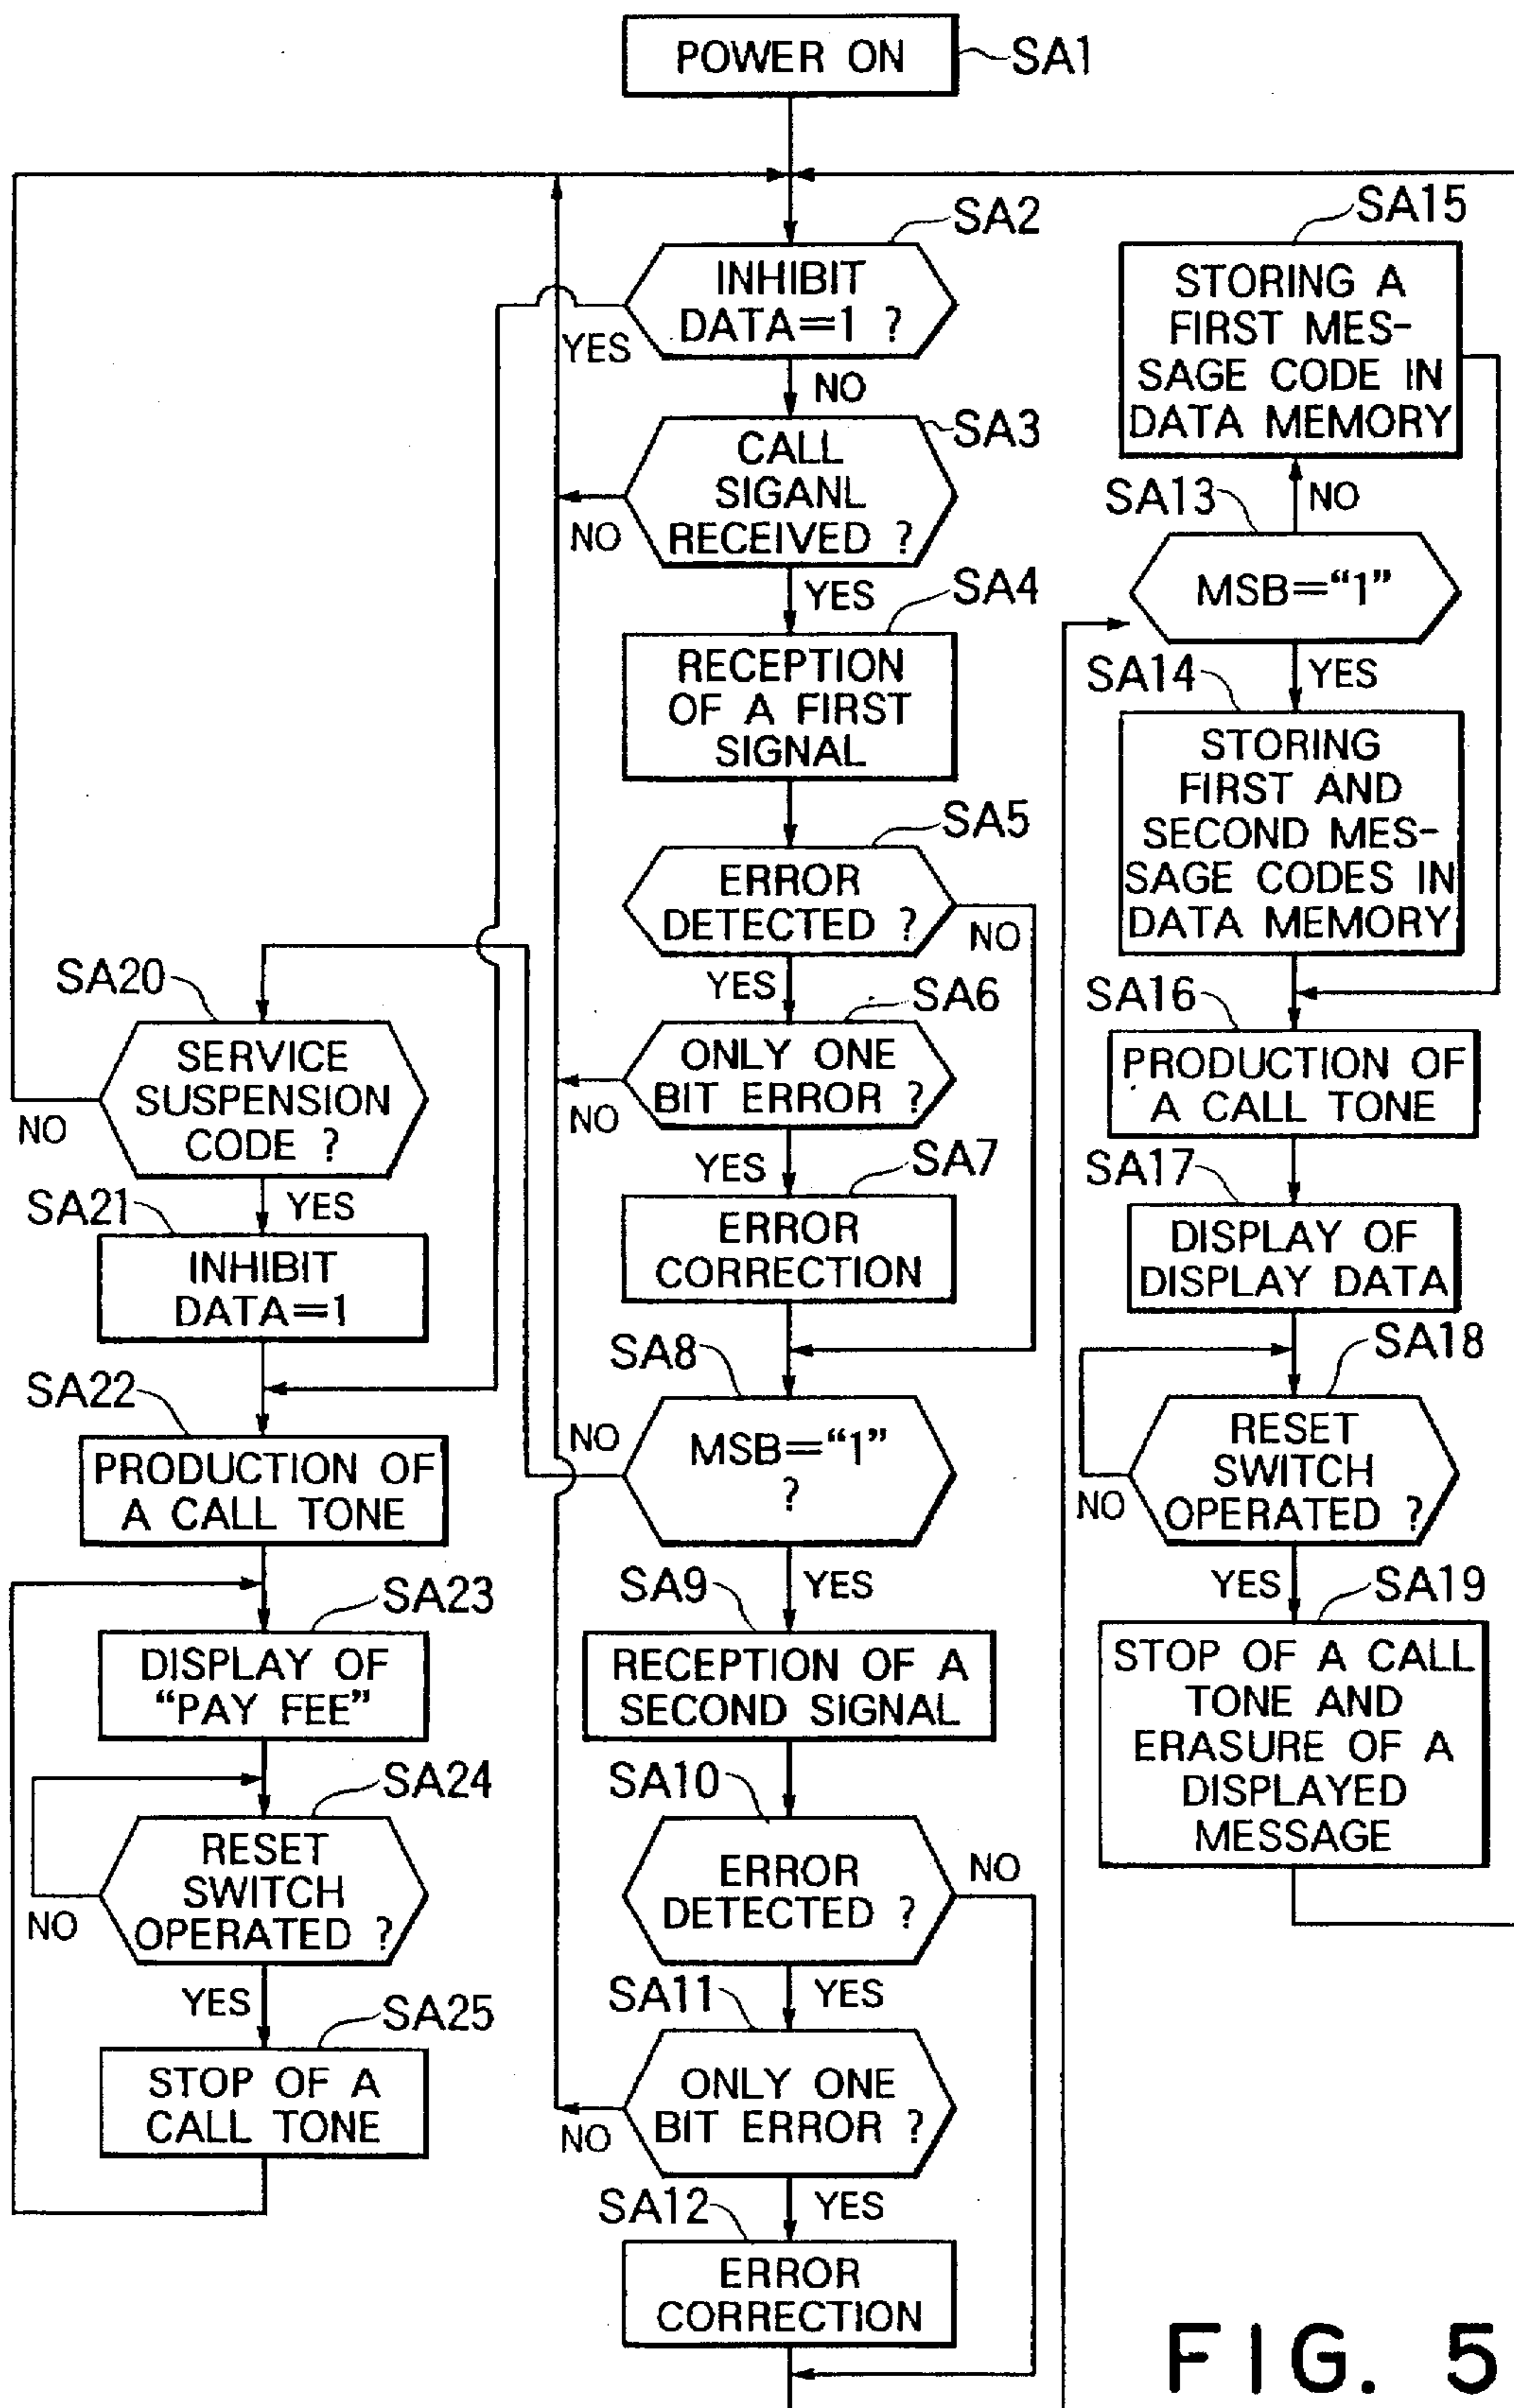 POWER ON
SA1
SA2
INHIBIT
DATA=1 ?
YES
NO
SA3
CALL
SIGANL
RECEIVED ?
NO
YES
SA4
RECEPTION
OF A FIRST
SIGNAL
SA5
ERROR
DETECTED ?
NO
YES
SA6
ONLY ONE
BIT ERROR ?
NO
YES
SA7
ERROR
CORRECTION
SA8
MSB=“1”
?
NO
YES
SA9
RECEPTION OF A
SECOND SIGNAL
SA10
ERROR
DETECTED ?
NO
YES
SA11
ONLY ONE
BIT ERROR ?
NO
YES
SA12
ERROR
CORRECTION
SA15
STORING A
FIRST MES-
SAGE CODE IN
DATA MEMORY
SA13
NO
MSB=“1”
SA14
YES
STORING
FIRST AND
SECOND MES-
SAGE CODES IN
DATA MEMORY
SA16
PRODUCTION OF
A CALL TONE
SA17
DISPLAY OF
DISPLAY DATA
SA18
RESET
SWITCH
OPERATED ?
NO
YES
SA19
STOP OF A CALL
TONE AND
ERASURE OF A
DISPLAYED
MESSAGE
SA20
SERVICE
SUSPENSION
CODE ?
NO
YES
SA21
INHIBIT
DATA=1
SA22
PRODUCTION OF
A CALL TONE
SA23
DISPLAY OF
“PAY FEE”
SA24
RESET
SWITCH
OPERATED ?
NO
YES
SA25
STOP OF A
CALL TONE
FIG. 5